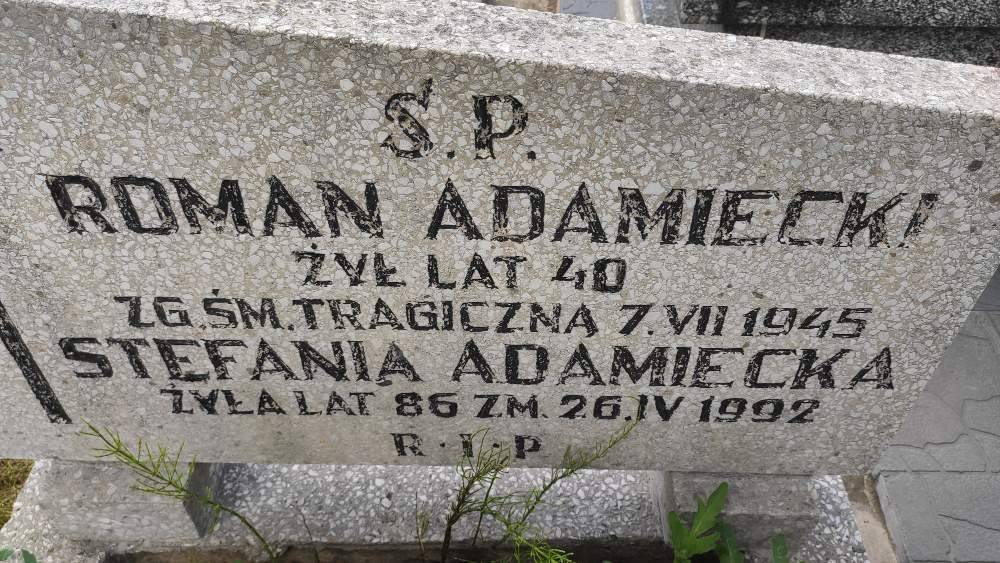 Ś.P.
ROMAN ADAMIECKI
ŻYŁ LAT 40
ZG.ŚM.TRAGICZNĄ 7.VII 1945
STEFANIA ADAMIECKA
ŻYŁA LAT 86 ZM. 26.IV 1992
R·I·P